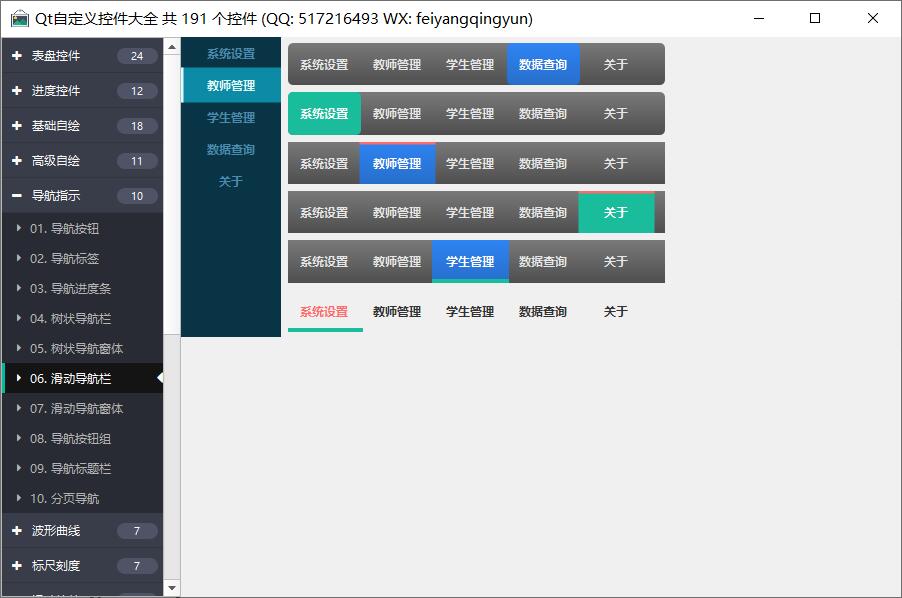 Qt自定义控件大全 共 191 个控件 (QQ: 517216493 WX: feiyangqingyun)
表盘控件 24
进度控件 12
基础自绘 18
高级自绘 11
导航指示 10
01. 导航按钮
02. 导航标签
03. 导航进度条
04. 树状导航栏
05. 树状导航窗体
06. 滑动导航栏
07. 滑动导航窗体
08. 导航按钮组
09. 导航标题栏
10. 分页导航
波形曲线 7
标尺刻度 7
系统设置
教师管理
学生管理
数据查询
关于
系统设置 教师管理 学生管理 数据查询 关于
系统设置 教师管理 学生管理 数据查询 关于
系统设置 教师管理 学生管理 数据查询 关于
系统设置 教师管理 学生管理 数据查询 关于
系统设置 教师管理 学生管理 数据查询 关于
系统设置 教师管理 学生管理 数据查询 关于